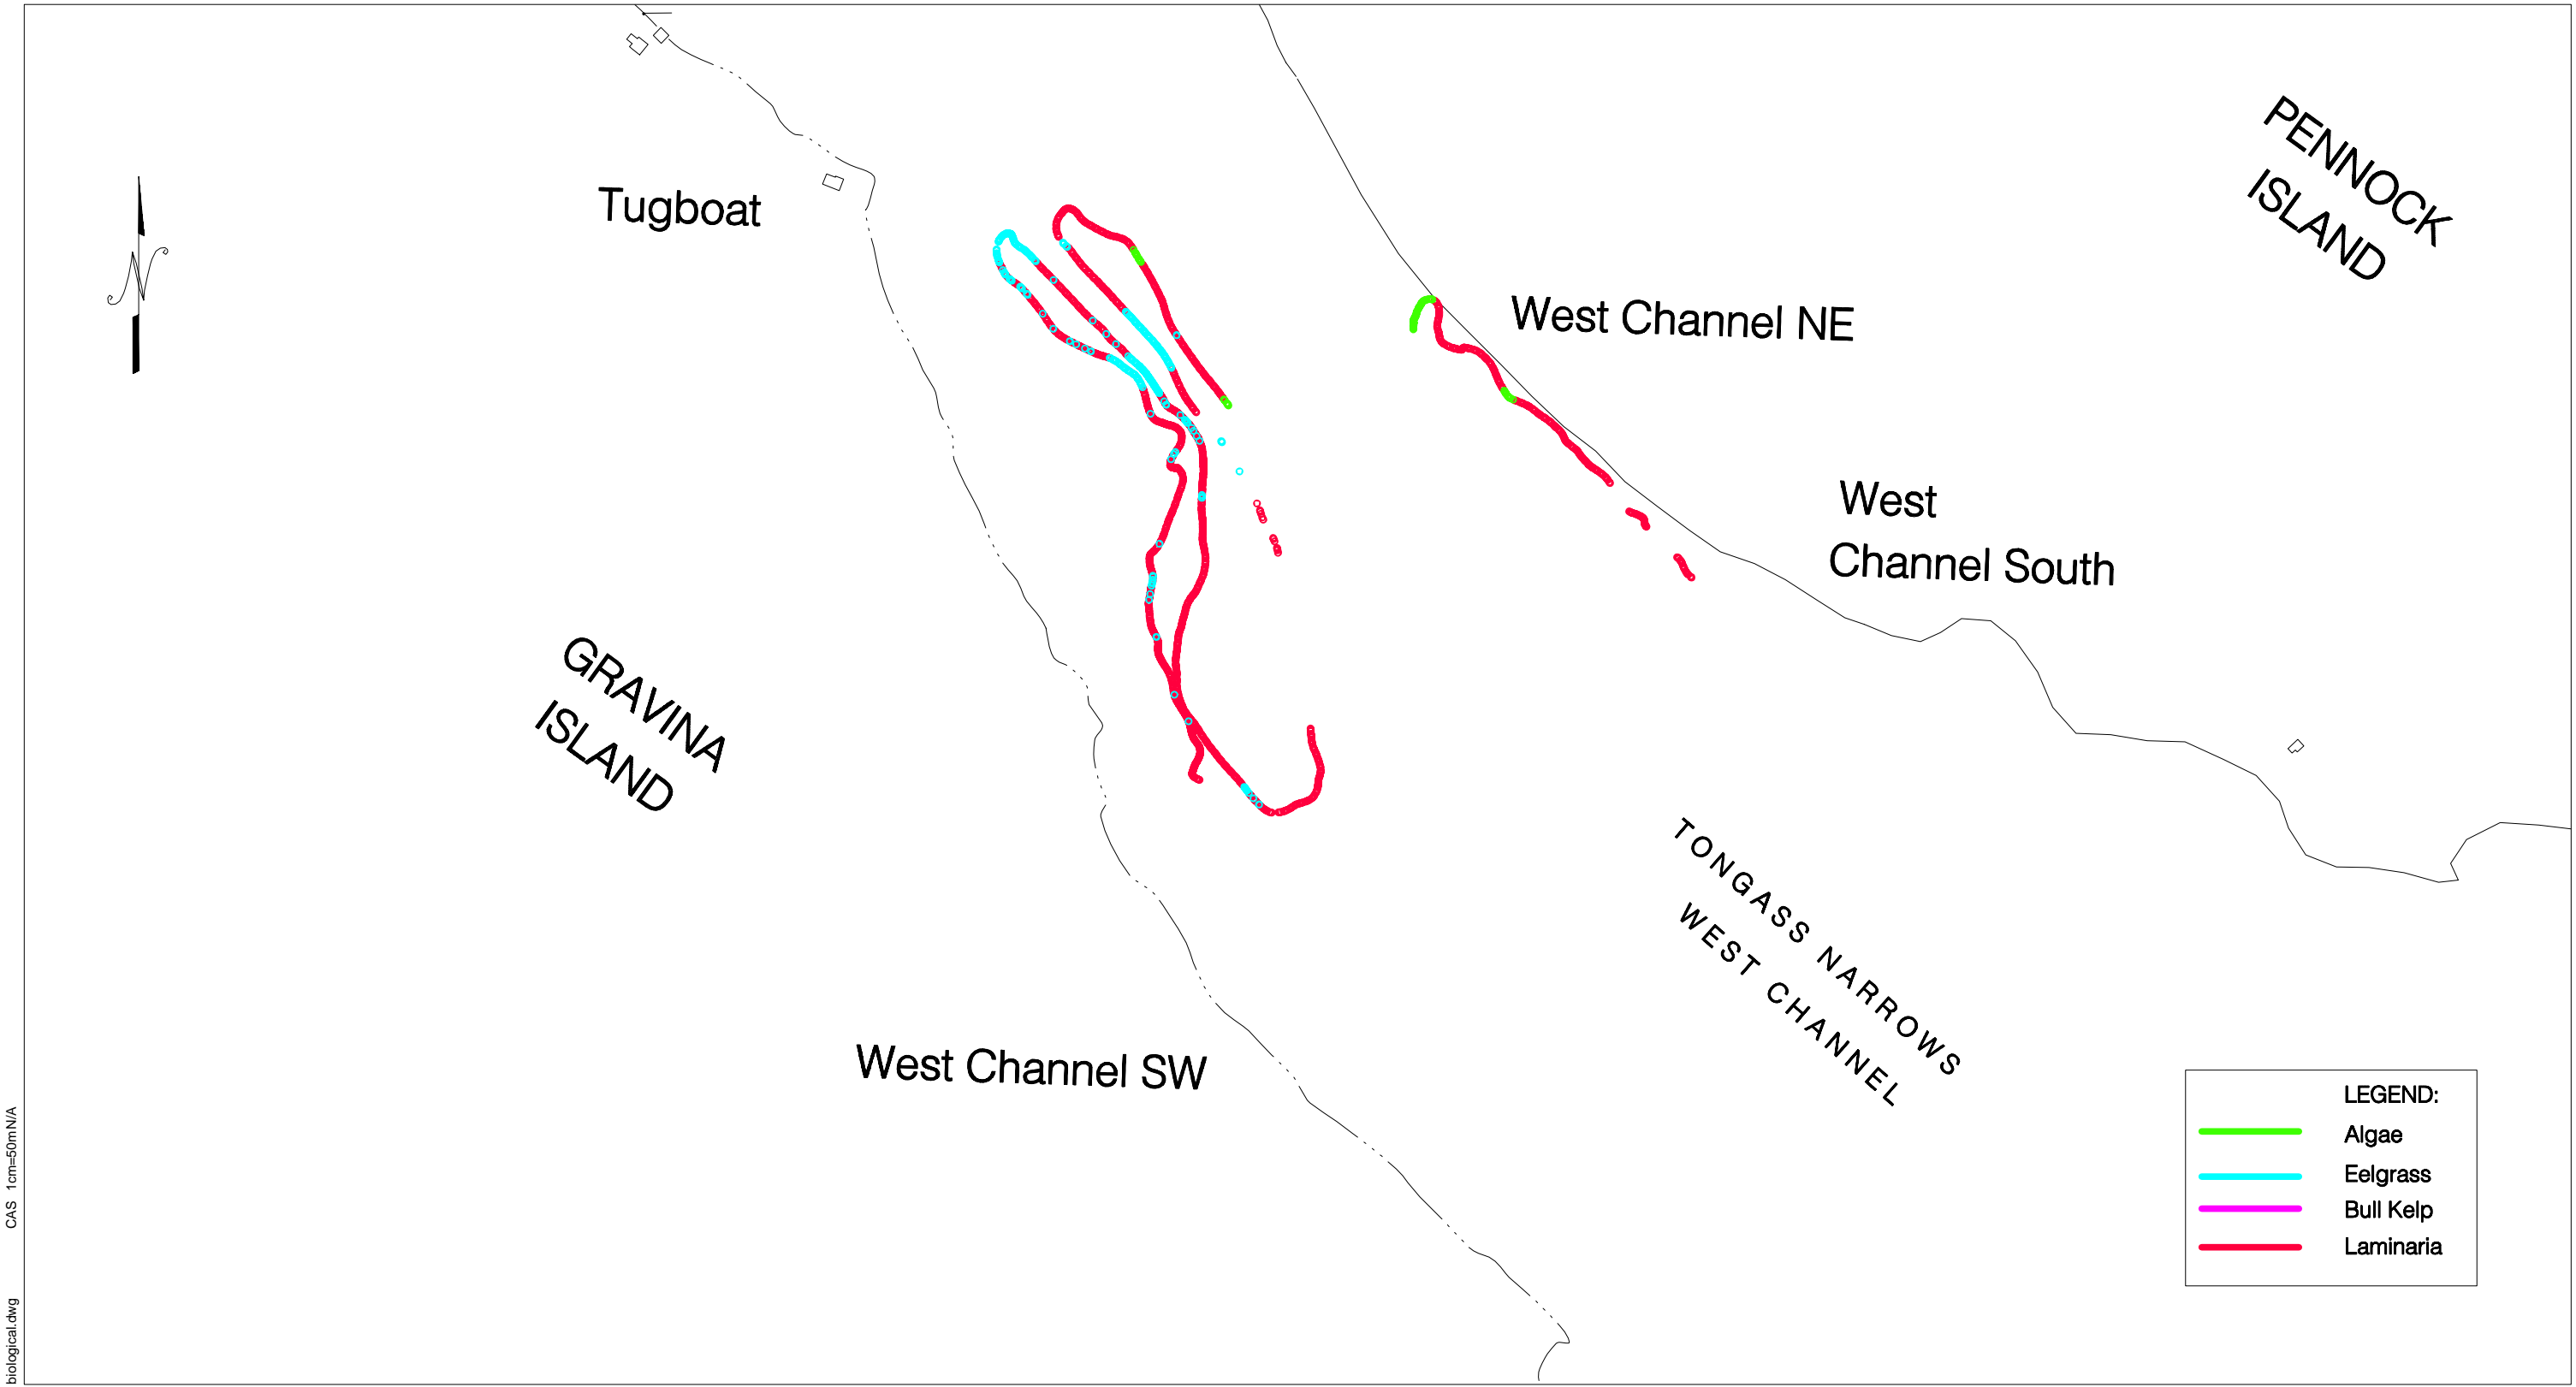 PENNOCK
ISLAND
Tugboat
West Channel NE
West
Channel South
GRAVINA
ISLAND
TONGASS NARROWS
WEST CHANNEL
West Channel SW
LEGEND:
Algae
Eelgrass
Bull Kelp
Laminaria
biological.dwg CAS 1cm=50mN/A
N